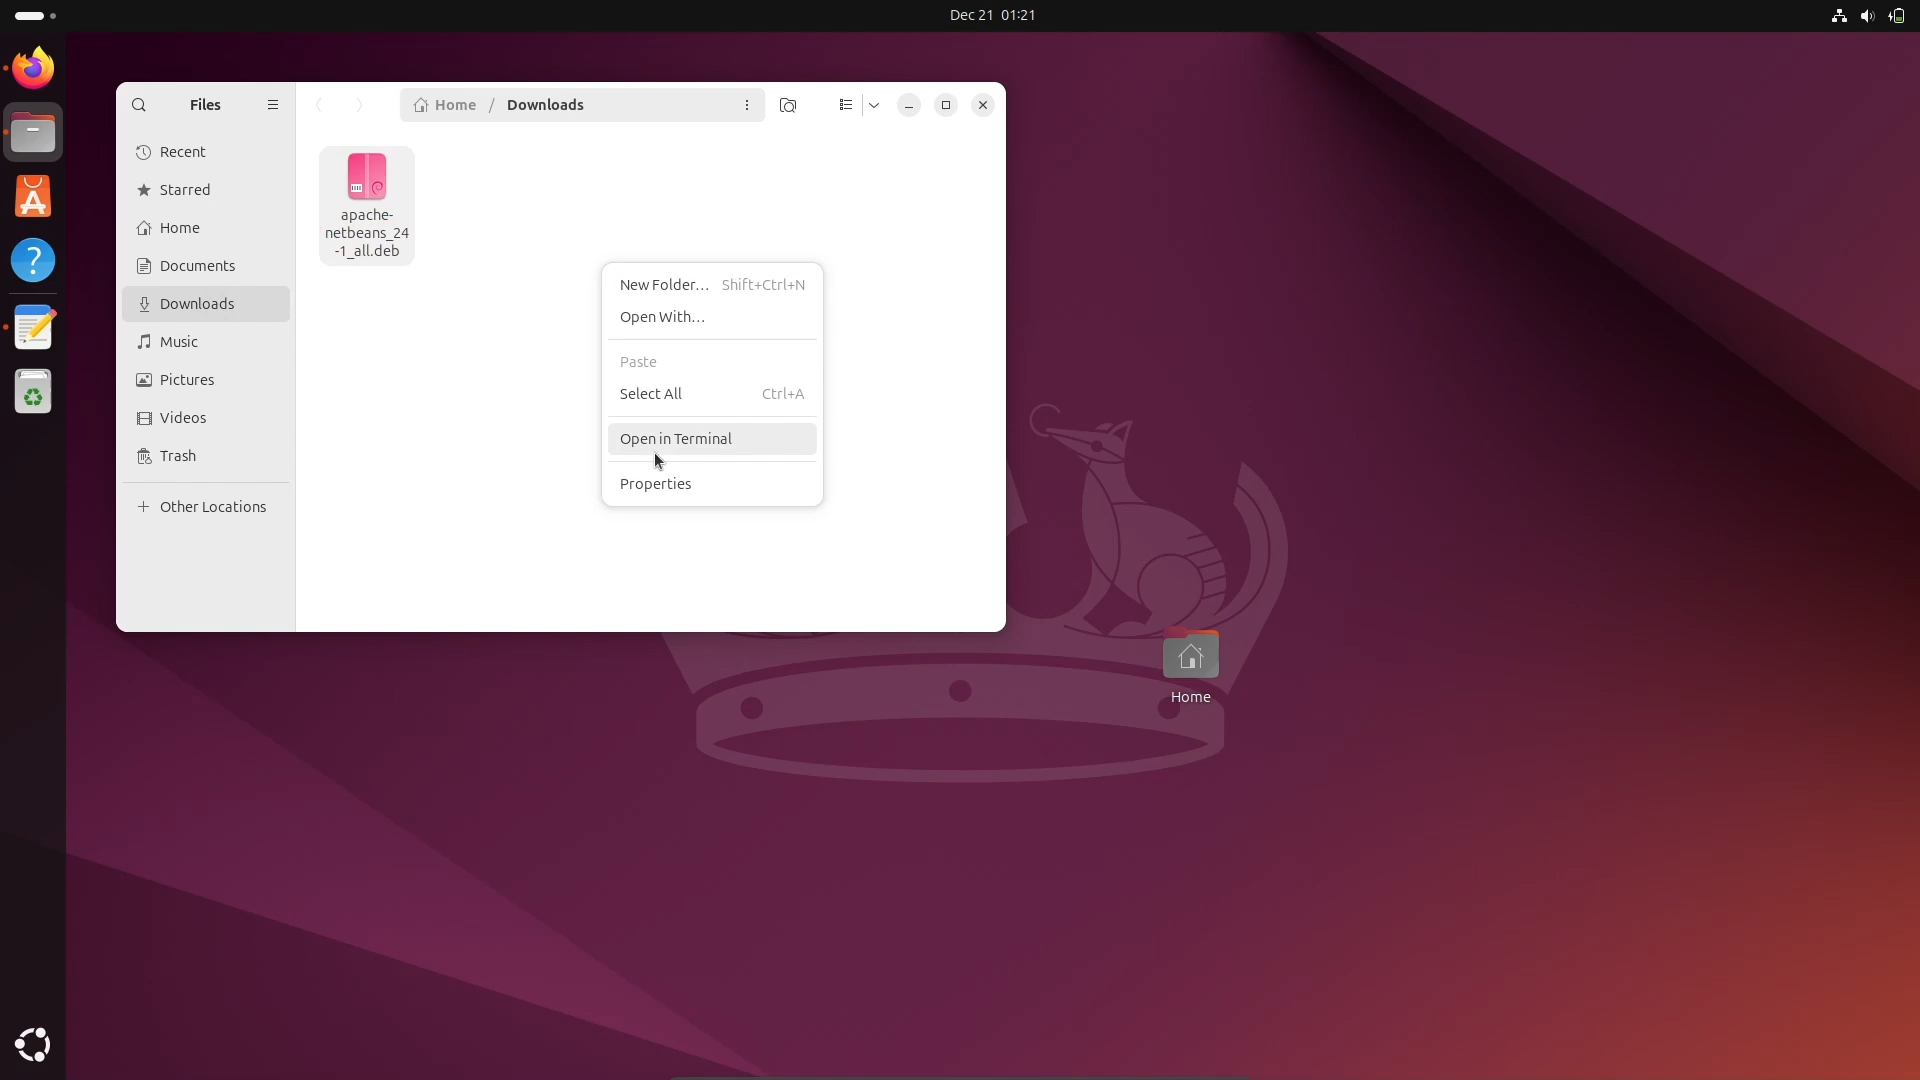 Dec 21 01:21
Files
Home / Downloads
Recent
Starred
Home
Documents
Downloads
Music
Pictures
Videos
Trash
+ Other Locations
apache-
netbeans_24
-1_all.deb
New Folder... Shift+Ctrl+N
Open With...
Paste
Select All Ctrl+A
Open in Terminal
Properties
Home